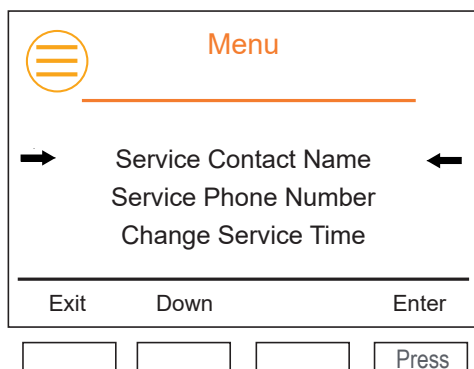 Menu
Service Contact Name
Service Phone Number
Change Service Time
Exit Down Enter
Press